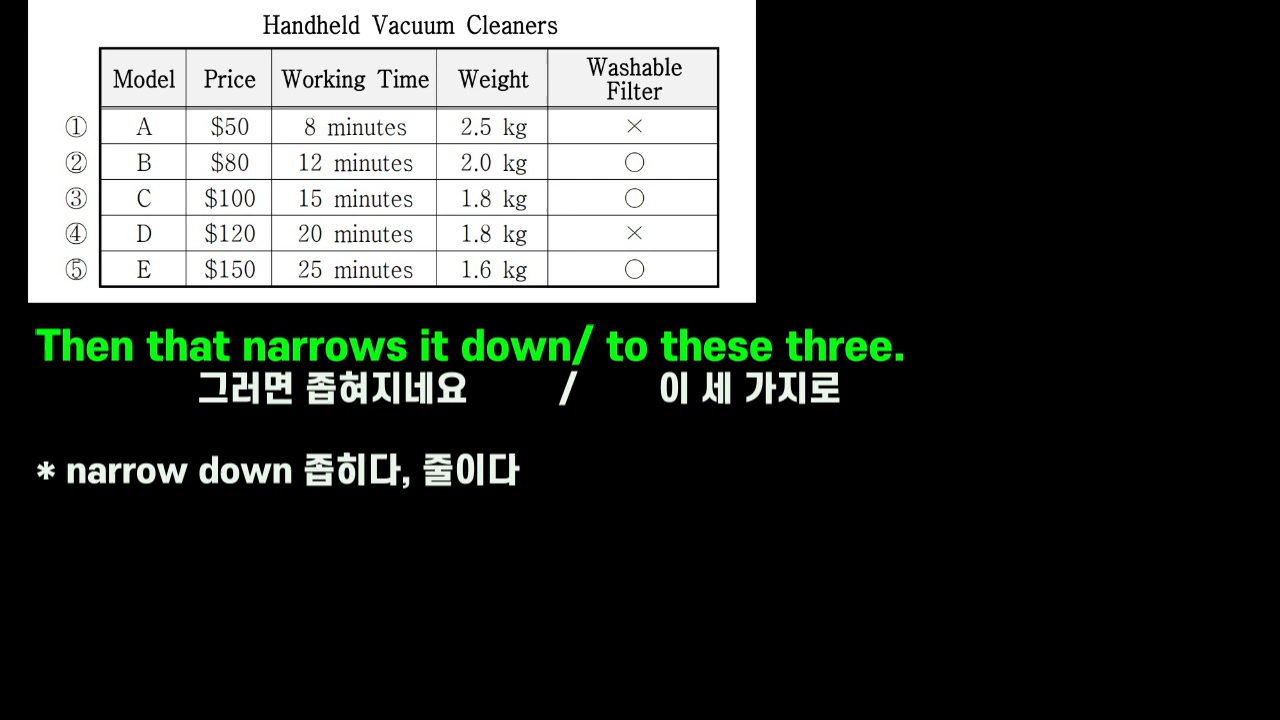 Handheld Vacuum Cleaners
Model Price Working Time Weight Washable Filter
① A $50 8 minutes 2.5 kg ×
② B $80 12 minutes 2.0 kg ○
③ C $100 15 minutes 1.8 kg ○
④ D $120 20 minutes 1.8 kg ×
⑤ E $150 25 minutes 1.6 kg ○
Then that narrows it down/ to these three.
그러면 좁혀지네요 / 이 세 가지로
* narrow down 좁히다, 줄이다